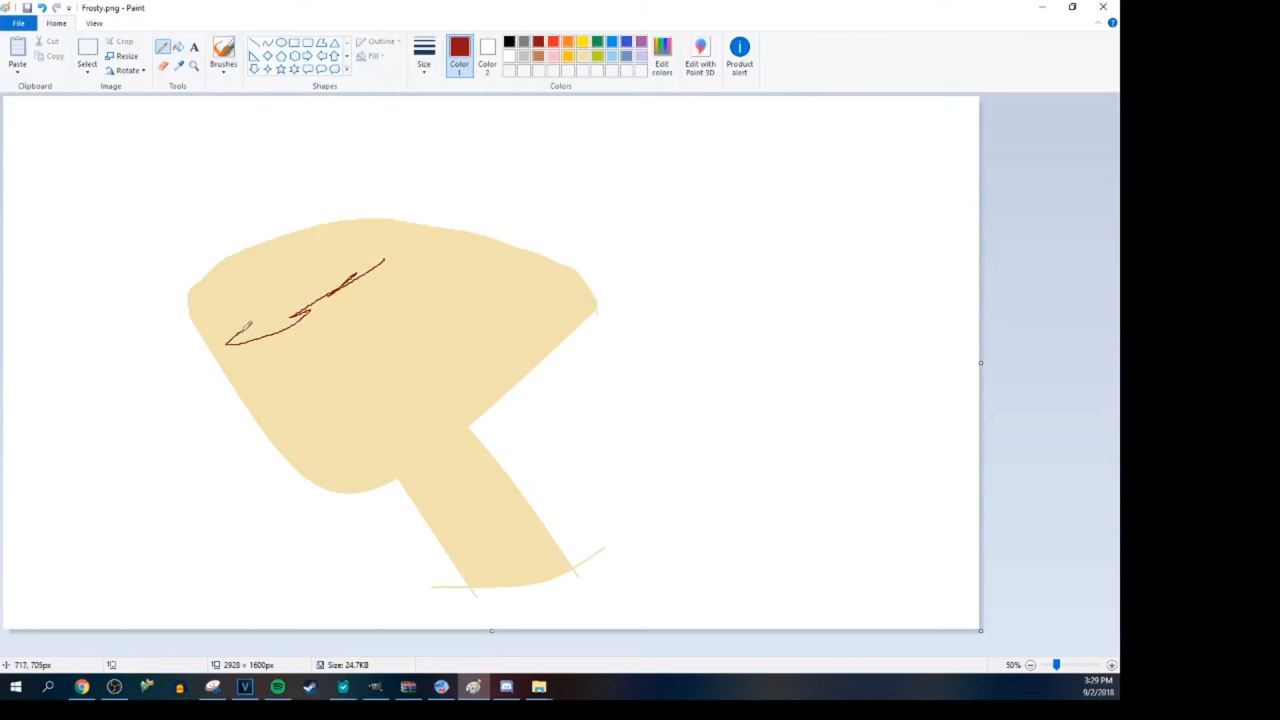 Frosty.png - Paint
File Home View
Paste
Cut
Copy
Clipboard
Select
Crop
Resize
Rotate
Image
A
Tools
Brushes
Outline
Fill
Shapes
Size
Color 1
Color 2
Edit colors
Edit with Paint 3D
Product alert
Colors
717, 709px
2928 × 1600px
Size: 24.7KB
50%
3:29 PM
9/2/2018